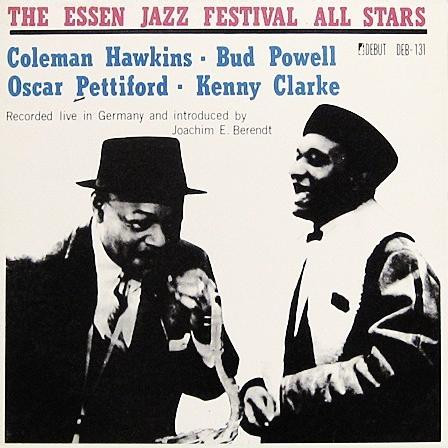 THE ESSEN JAZZ FESTIVAL ALL STARS
Coleman Hawkins · Bud Powell
DEBUT DEB-131
Oscar Pettiford · Kenny Clarke
Recorded live in Germany and introduced by
Joachim E. Berendt